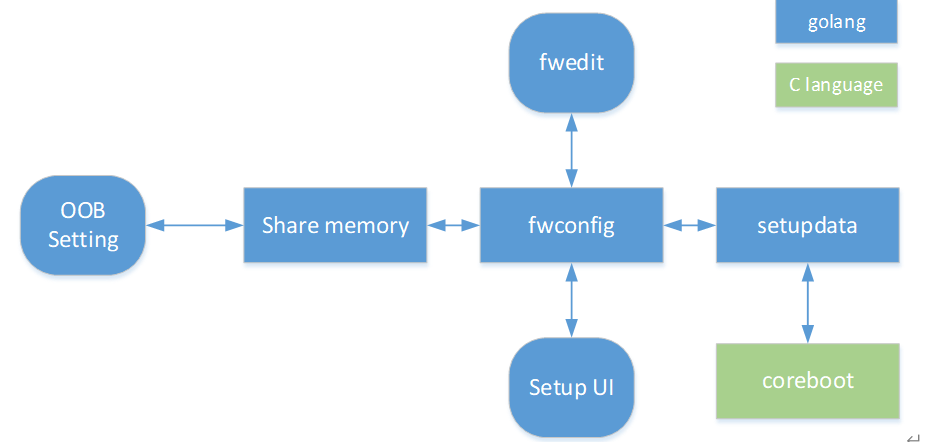 golang
fwedit
C language
OOB
Setting
Share memory
fwconfig
setupdata
Setup UI
coreboot